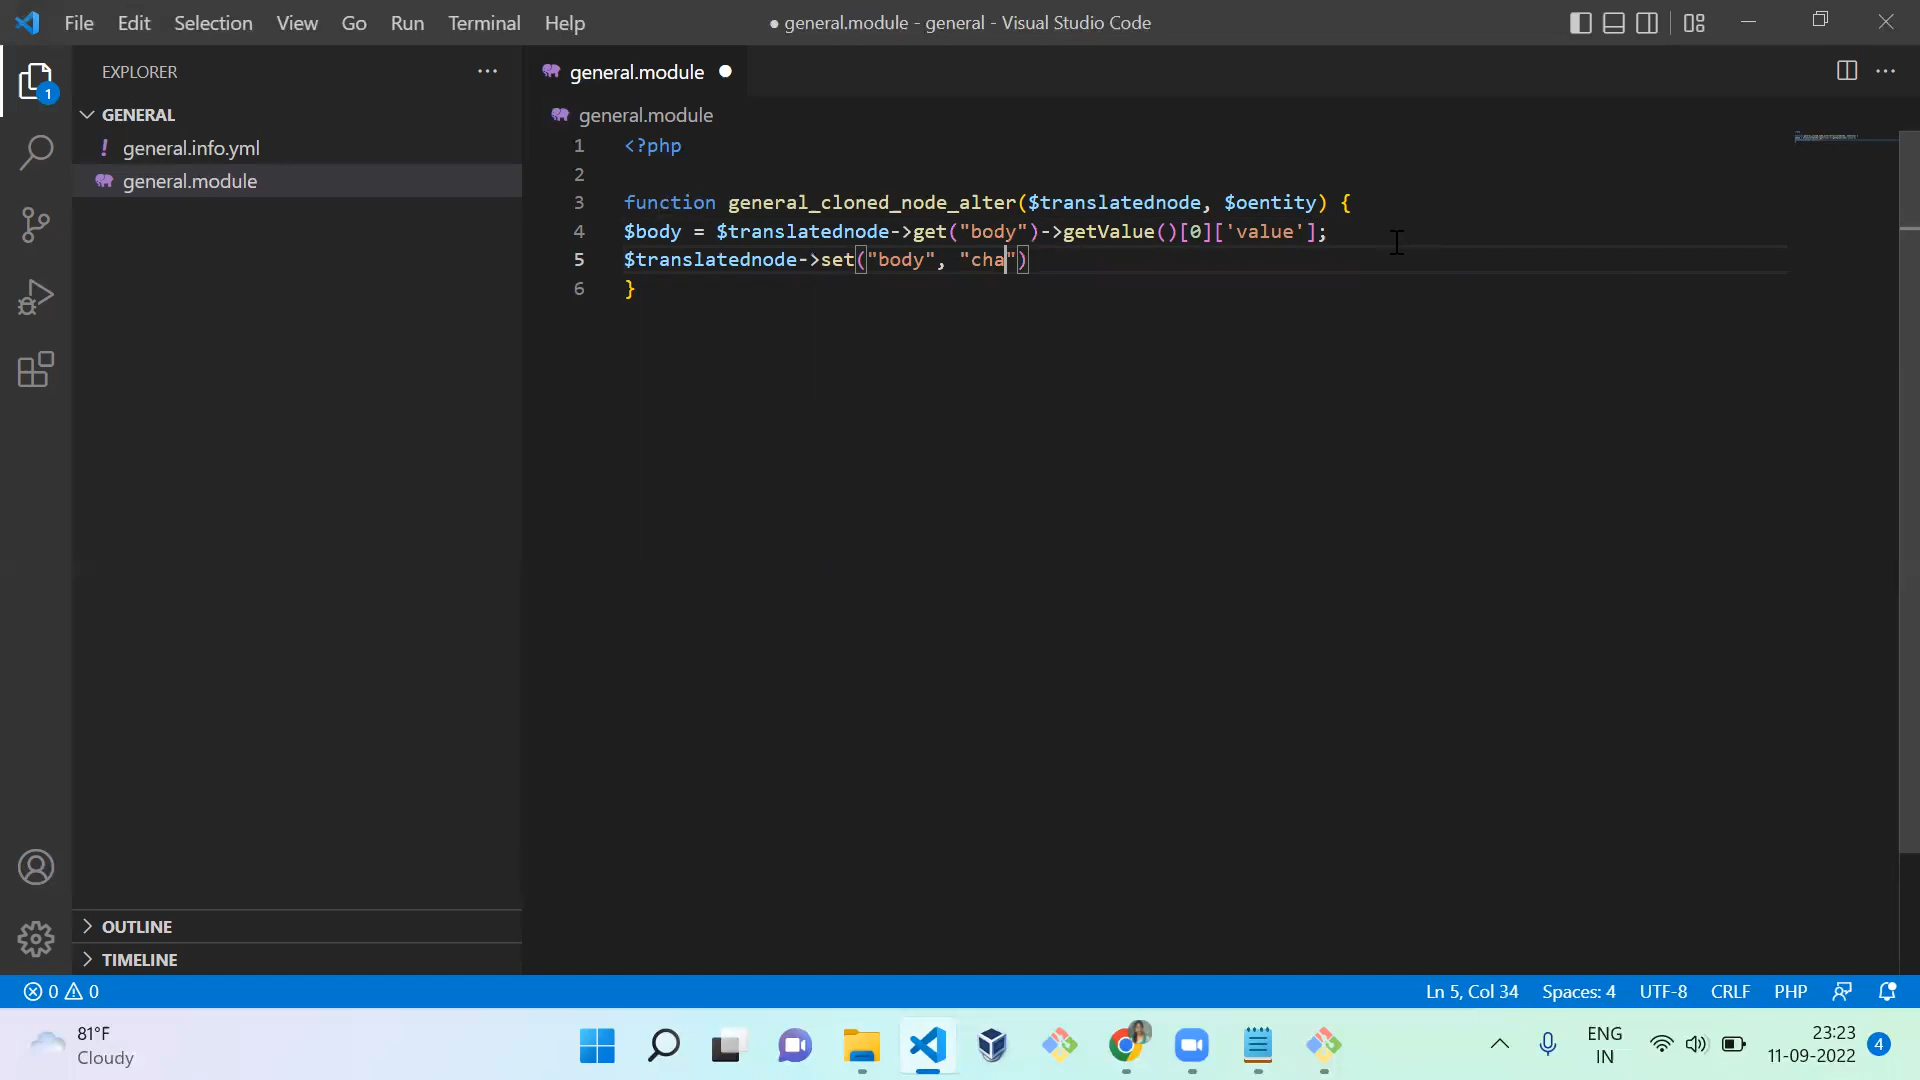 File Edit Selection View Go Run Terminal Help
● general.module - general - Visual Studio Code
EXPLORER
1
GENERAL
! general.info.yml
general.module
general.module
general.module
1 <?php
2
3 function general_cloned_node_alter($translatednode, $oentity) {
4 $body = $translatednode->get("body")->getValue()[0]['value'];
5 $translatednode->set("body", "cha")
6 }
OUTLINE
TIMELINE
0 0
Ln 5, Col 34 Spaces: 4 UTF-8 CRLF PHP
81°F
Cloudy
ENG
IN
23:23
11-09-2022
4